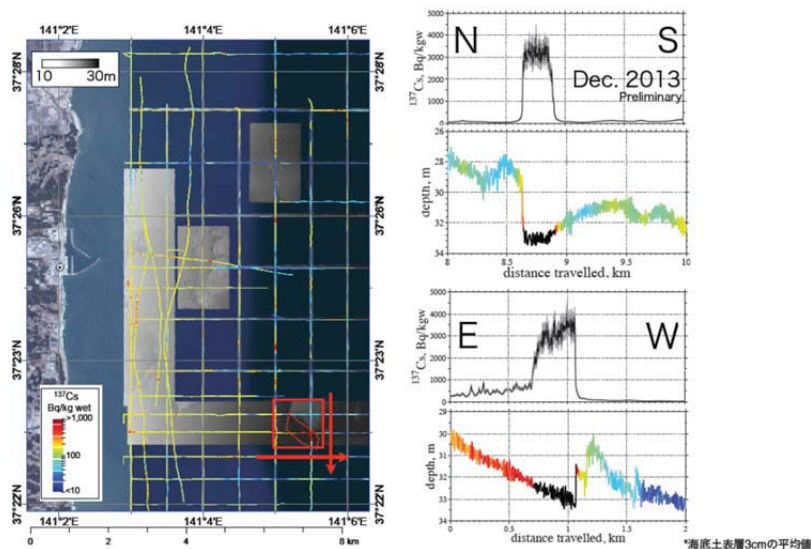 141°2'E 141°4'E 141°6'E
10 30m
37°28'N
37°26'N
37°23'N
37°22'N
37°28'N
37°26'N
37°23'N
37°22'N
¹³⁷Cs
Bq/kg wet
>1,000
100
<10
141°2'E 141°4'E 141°6'E
0 2 4 8 km
N S
Dec. 2013
Preliminary
¹³⁷Cs, Bq/kgw
5000
4000
3000
2000
1000
0
depth, m
26
28
30
32
34
8 8.5 9 9.5 10
distance travelled, km
E W
¹³⁷Cs, Bq/kgw
5000
4000
3000
2000
1000
0
depth, m
29
30
31
32
33
34
0 0.5 1 1.5 2
distance travelled, km
*海底土表層3cmの平均値